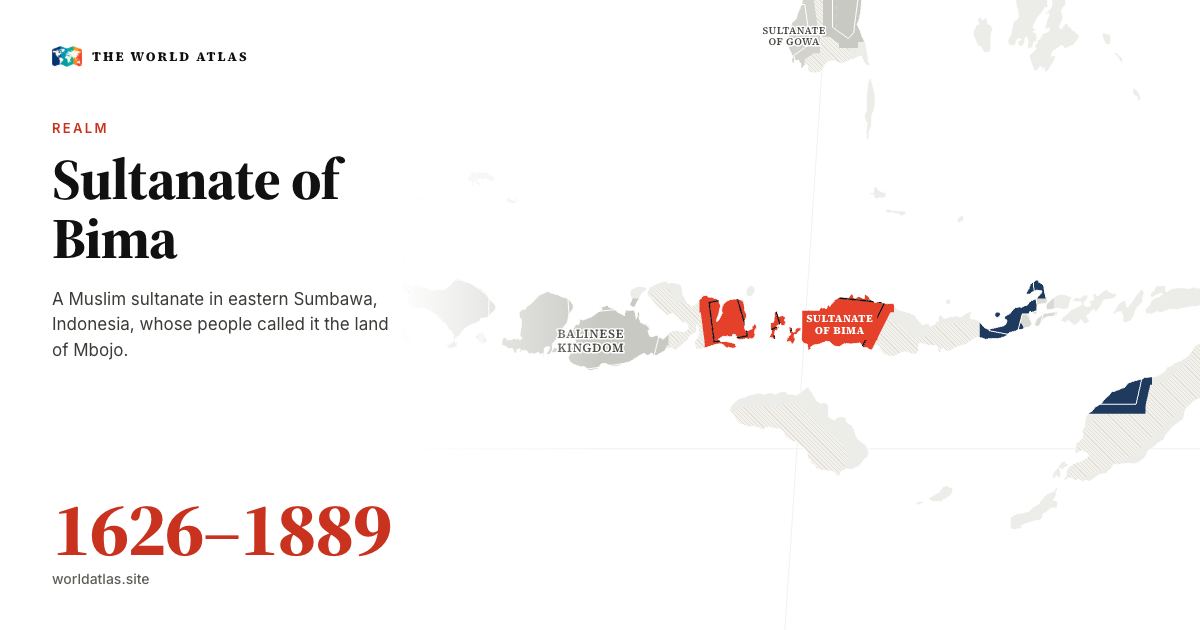 THE WORLD ATLAS
REALM
Sultanate of
Bima
A Muslim sultanate in eastern Sumbawa,
Indonesia, whose people called it the land
of Mbojo.
1626–1889
worldatlas.site
SULTANATE
OF GOWA
BALINESE
KINGDOM
SULTANATE
OF BIMA